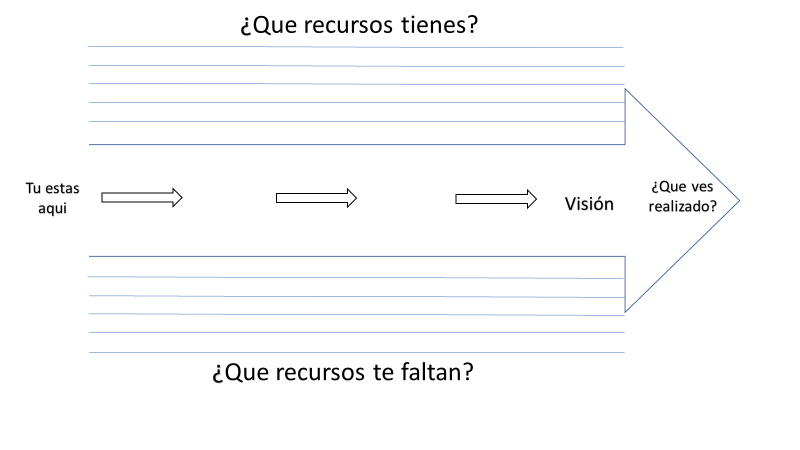 ¿Que recursos tienes?
Tu estas
aqui
Visión
¿Que ves
realizado?
¿Que recursos te faltan?